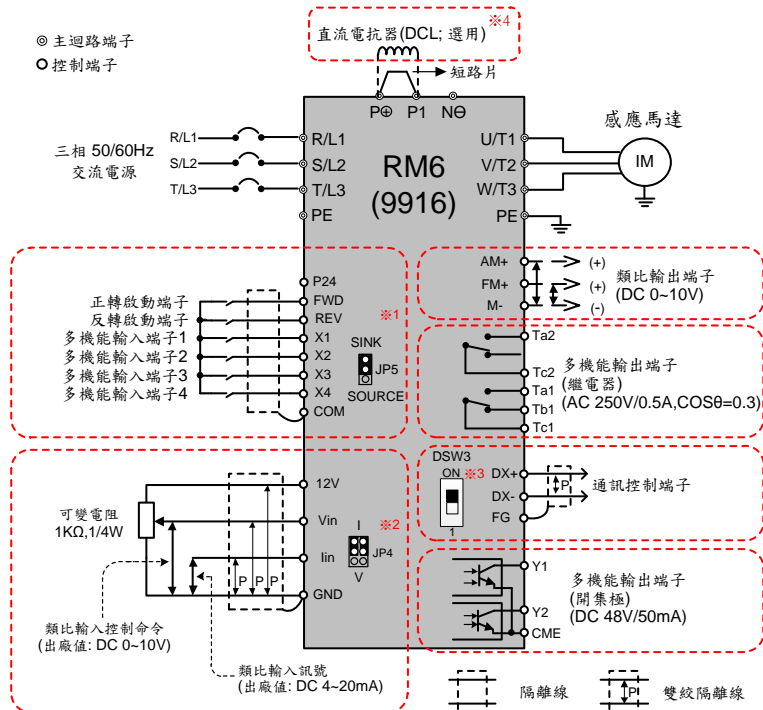 ※4
直流電抗器(DCL; 選用)
◎主迴路端子
控制端子
短路片
P⊕ P1 N⊖
感應馬達
三相 50/60Hz
交流電源
R/L1
S/L2
T/L3
R/L1
S/L2
T/L3
PE
RM6
(9916)
U/T1
V/T2
W/T3
PE
IM
P24
FWD
REV
X1
X2
X3
X4
COM
正轉啟動端子
反轉啟動端子
多機能輸入端子1
多機能輸入端子2
多機能輸入端子3
多機能輸入端子4
※1
SINK
JP5
SOURCE
AM+
FM+
M-
(+)
(+)
(-)
類比輸出端子
(DC 0~10V)
Ta2
Tc2
Ta1
Tb1
Tc1
多機能輸出端子
(繼電器)
(AC 250V/0.5A,COSθ=0.3)
DSW3
ON
※3
1
DX+
DX-
FG
P
通訊控制端子
可變電阻
1KΩ,1/4W
12V
Vin
Iin
GND
P
P
P
※2
I
JP4
V
類比輸入控制命令
(出廠值: DC 0~10V)
類比輸入訊號
(出廠值: DC 4~20mA)
Y1
Y2
CME
多機能輸出端子
(開集極)
(DC 48V/50mA)
隔離線
P
雙絞隔離線